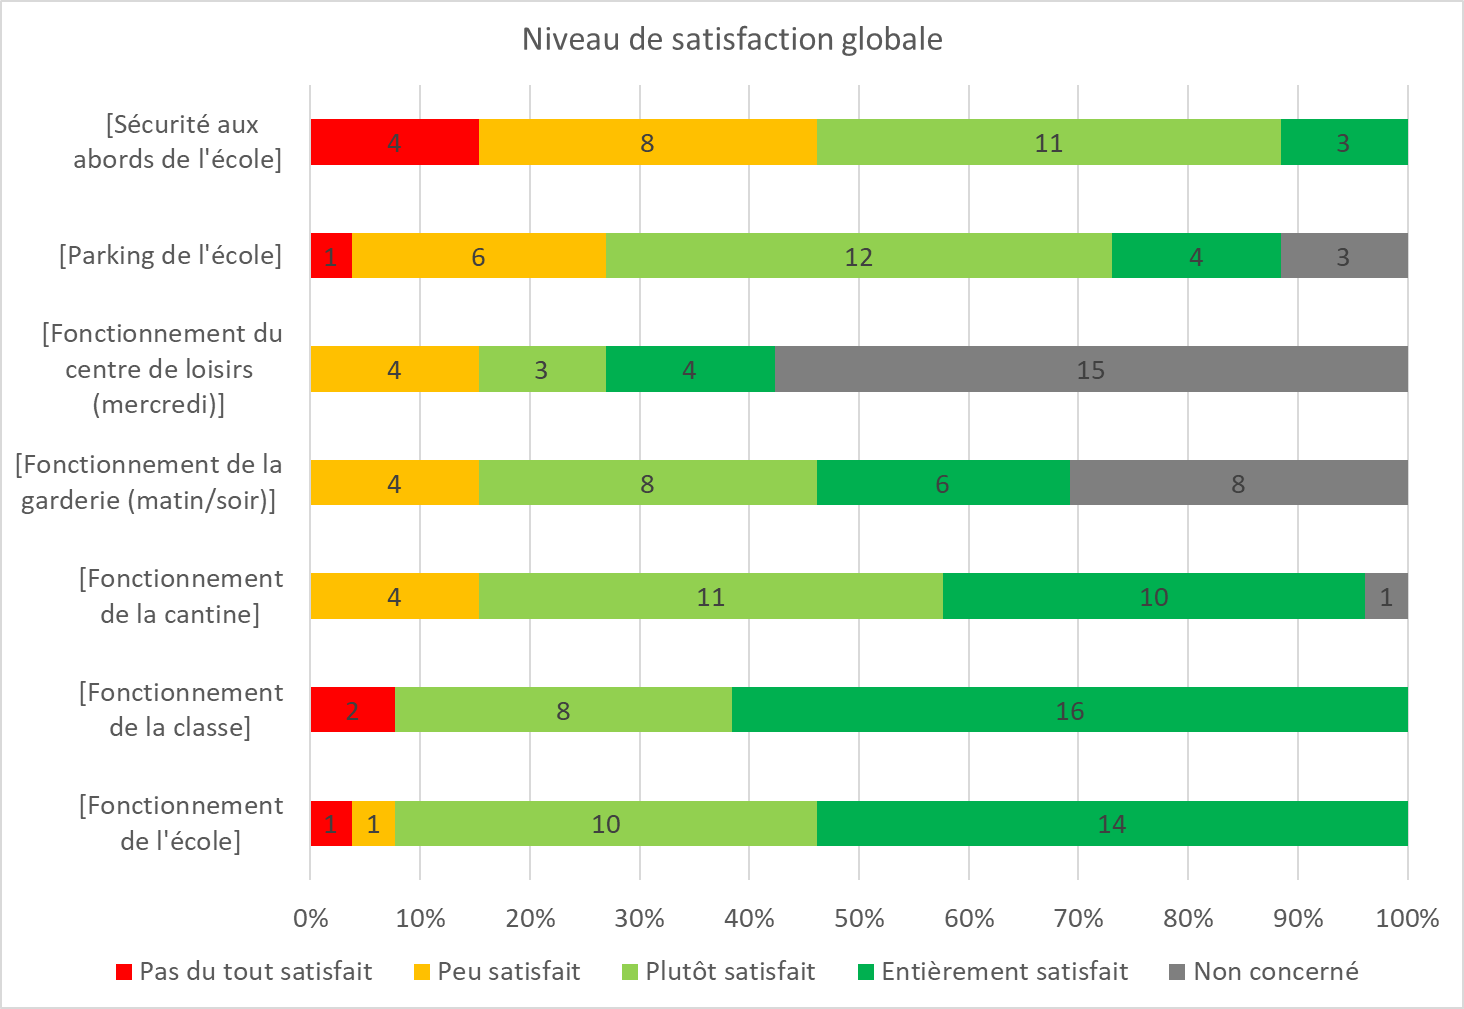 Niveau de satisfaction globale
[Sécurité aux
abords de l'école]
4 8 11 3
[Parking de l'école]
1 6 12 4 3
[Fonctionnement du
centre de loisirs
(mercredi)]
4 3 4 15
[Fonctionnement de la
garderie (matin/soir)]
4 8 6 8
[Fonctionnement
de la cantine]
4 11 10 1
[Fonctionnement
de la classe]
2 8 16
[Fonctionnement
de l'école]
1 1 10 14
0% 10% 20% 30% 40% 50% 60% 70% 80% 90% 100%
Pas du tout satisfait Peu satisfait Plutôt satisfait Entièrement satisfait Non concerné